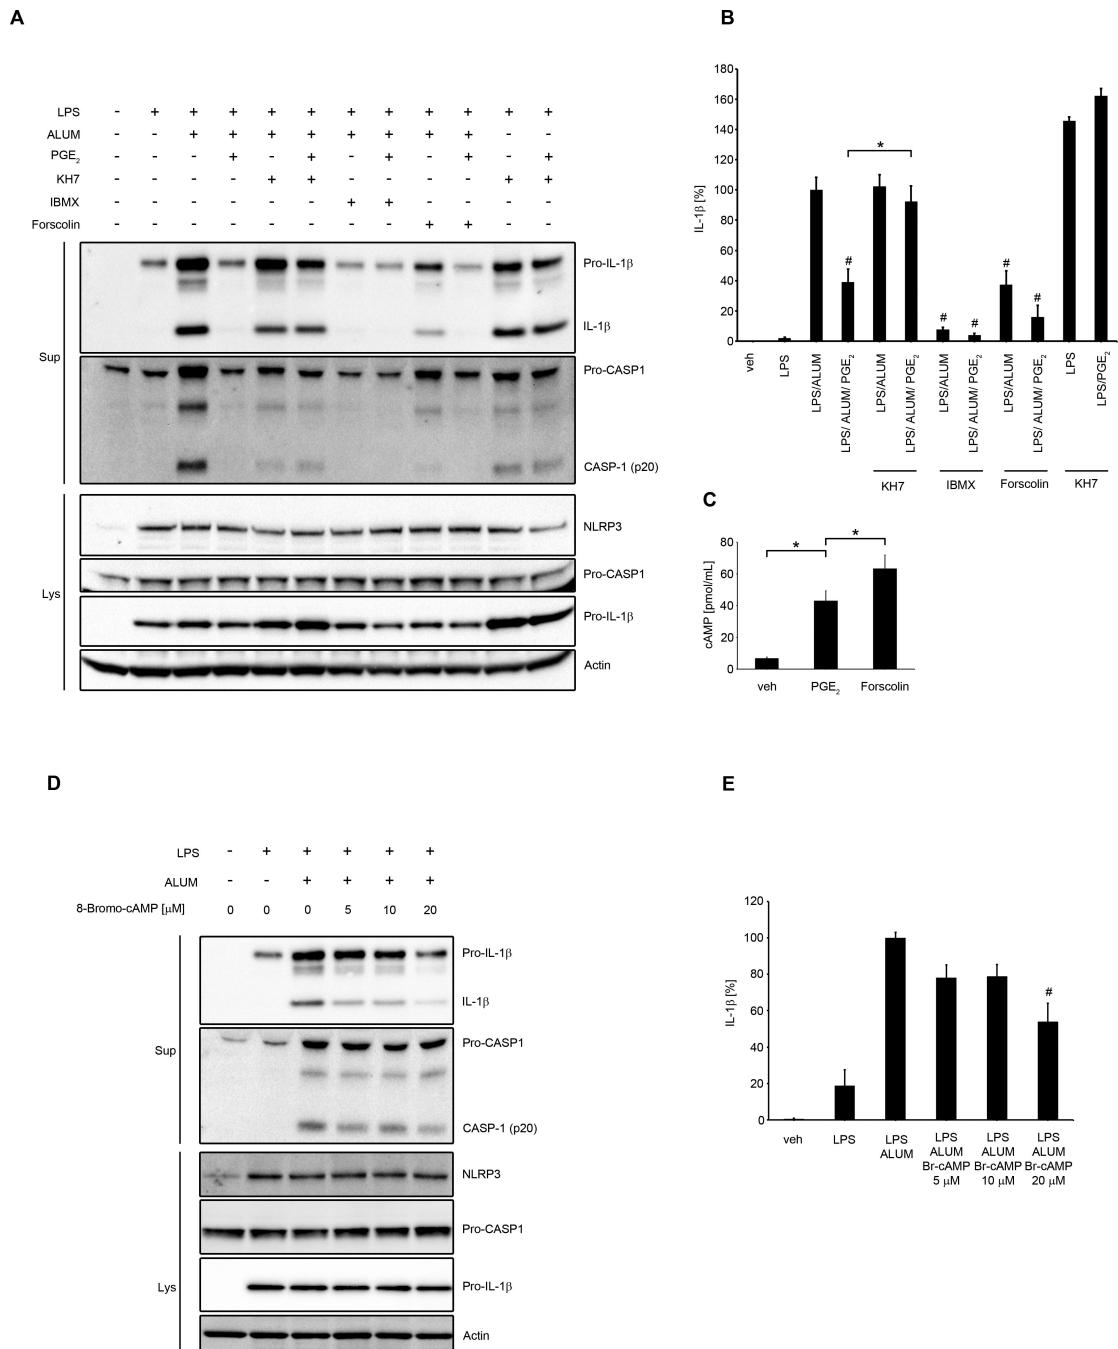 A
LPS - + + + + + + + + + + +
ALUM - - + + + + + + + + - -
PGE₂ - - - + - + - + - + - +
KH7 - - - - + + - - - - + +
IBMX - - - - - - + + - - - -
Forscolin - - - - - - - - + + - -
Sup
Pro-IL-1β
IL-1β
Pro-CASP1
CASP-1 (p20)
Lys
NLRP3
Pro-CASP1
Pro-IL-1β
Actin
B
IL-1β [%]
180
160
140
120
100
80
60
40
20
0
*
#
#
#
#
#
veh
LPS
LPS/ALUM
LPS/ ALUM/ PGE₂
LPS/ALUM
LPS/ ALUM/ PGE₂
LPS/ALUM
LPS/ ALUM/ PGE₂
LPS/ALUM
LPS/ ALUM/ PGE₂
LPS
LPS/PGE₂
KH7
IBMX
Forscolin
KH7
C
cAMP [pmol/mL]
80
60
40
20
0
*
*
veh PGE₂ Forscolin
D
LPS - + + + + +
ALUM - - + + + +
8-Bromo-cAMP [μM] 0 0 0 5 10 20
Sup
Pro-IL-1β
IL-1β
Pro-CASP1
CASP-1 (p20)
Lys
NLRP3
Pro-CASP1
Pro-IL-1β
Actin
E
IL-1β [%]
120
100
80
60
40
20
0
#
veh
LPS
LPS
ALUM
LPS
ALUM
Br-cAMP
5 μM
LPS
ALUM
Br-cAMP
10 μM
LPS
ALUM
Br-cAMP
20 μM